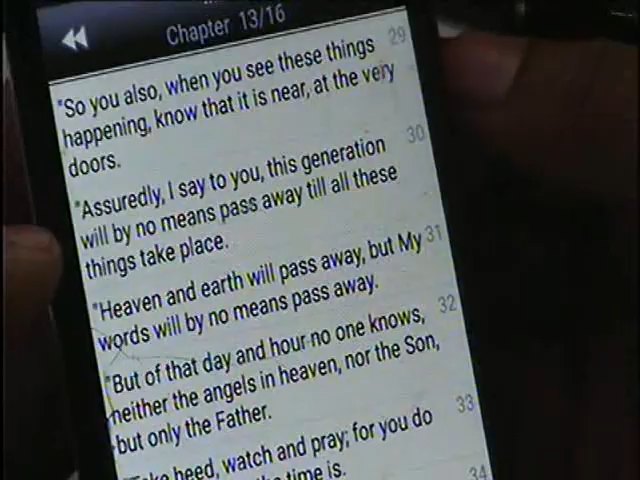 Chapter 13/16
"So you also, when you see these things 29
happening, know that it is near, at the very
doors.
"Assuredly, I say to you, this generation 30
will by no means pass away till all these
things take place.
"Heaven and earth will pass away, but My 31
words will by no means pass away.
"But of that day and hour no one knows, 32
neither the angels in heaven, nor the Son,
but only the Father.
"Take heed, watch and pray; for you do 33
the time is. 34